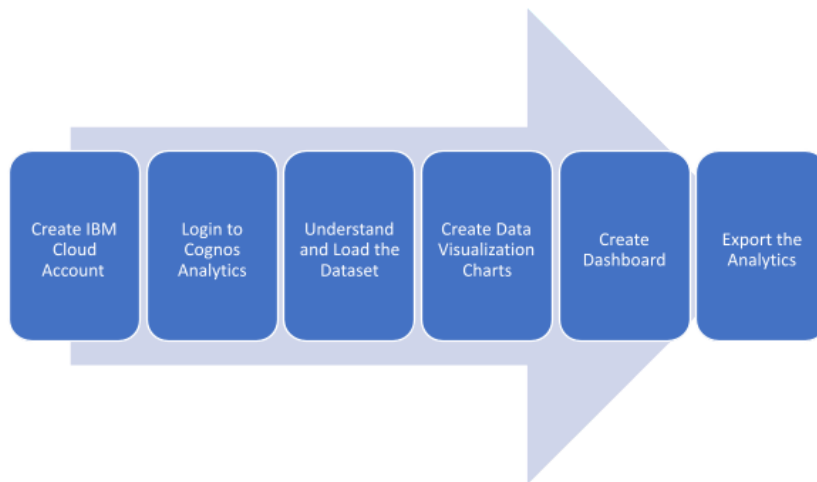 Create IBM
Cloud
Account
Login to
Cognos
Analytics
Understand
and Load the
Dataset
Create Data
Visualization
Charts
Create
Dashboard
Export the
Analytics